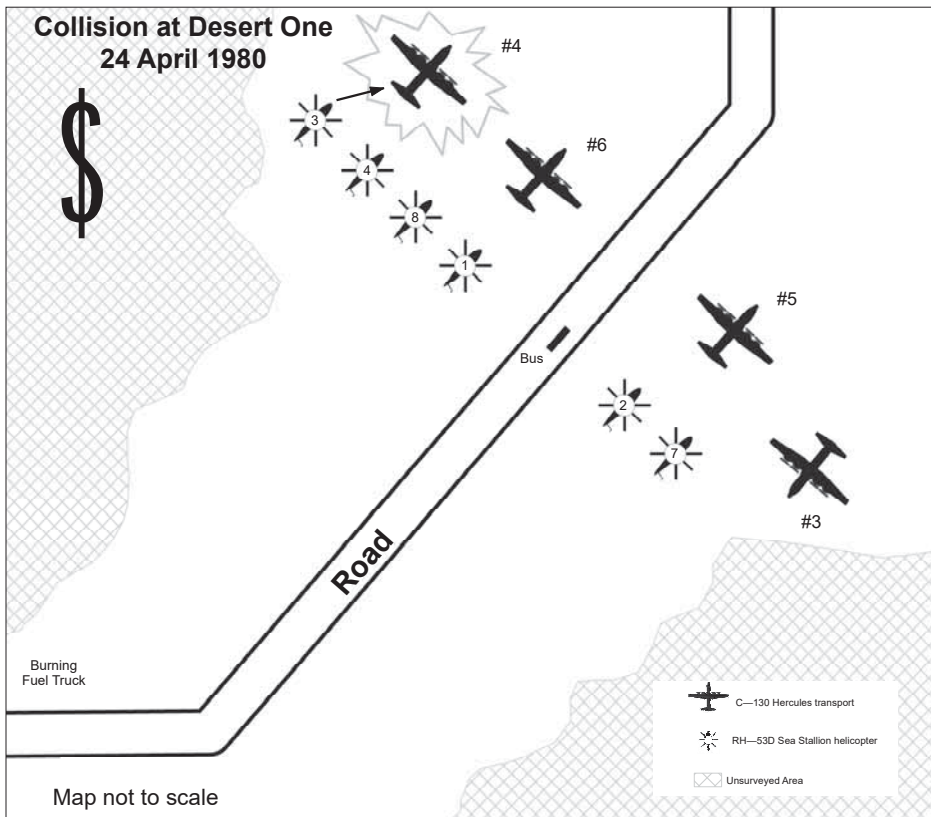 Collision at Desert One
24 April 1980
$
#4
3
4
#6
8
1
#5
Bus
2
7
#3
Road
Burning
Fuel Truck
C—130 Hercules transport
RH—53D Sea Stallion helicopter
Unsurveyed Area
Map not to scale